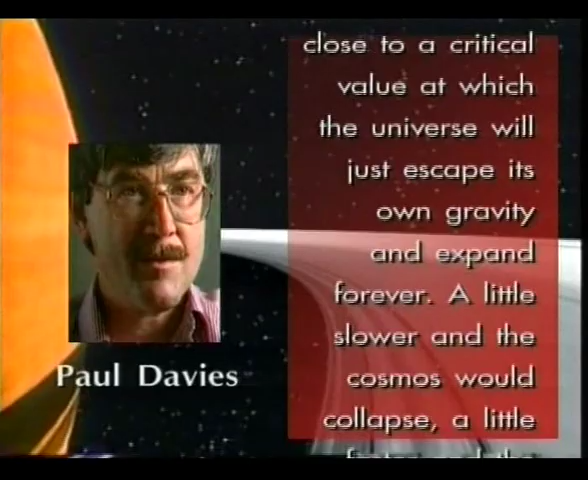 close to a critical
value at which
the universe will
just escape its
own gravity
and expand
forever. A little
slower and the
cosmos would
collapse, a little
Paul Davies